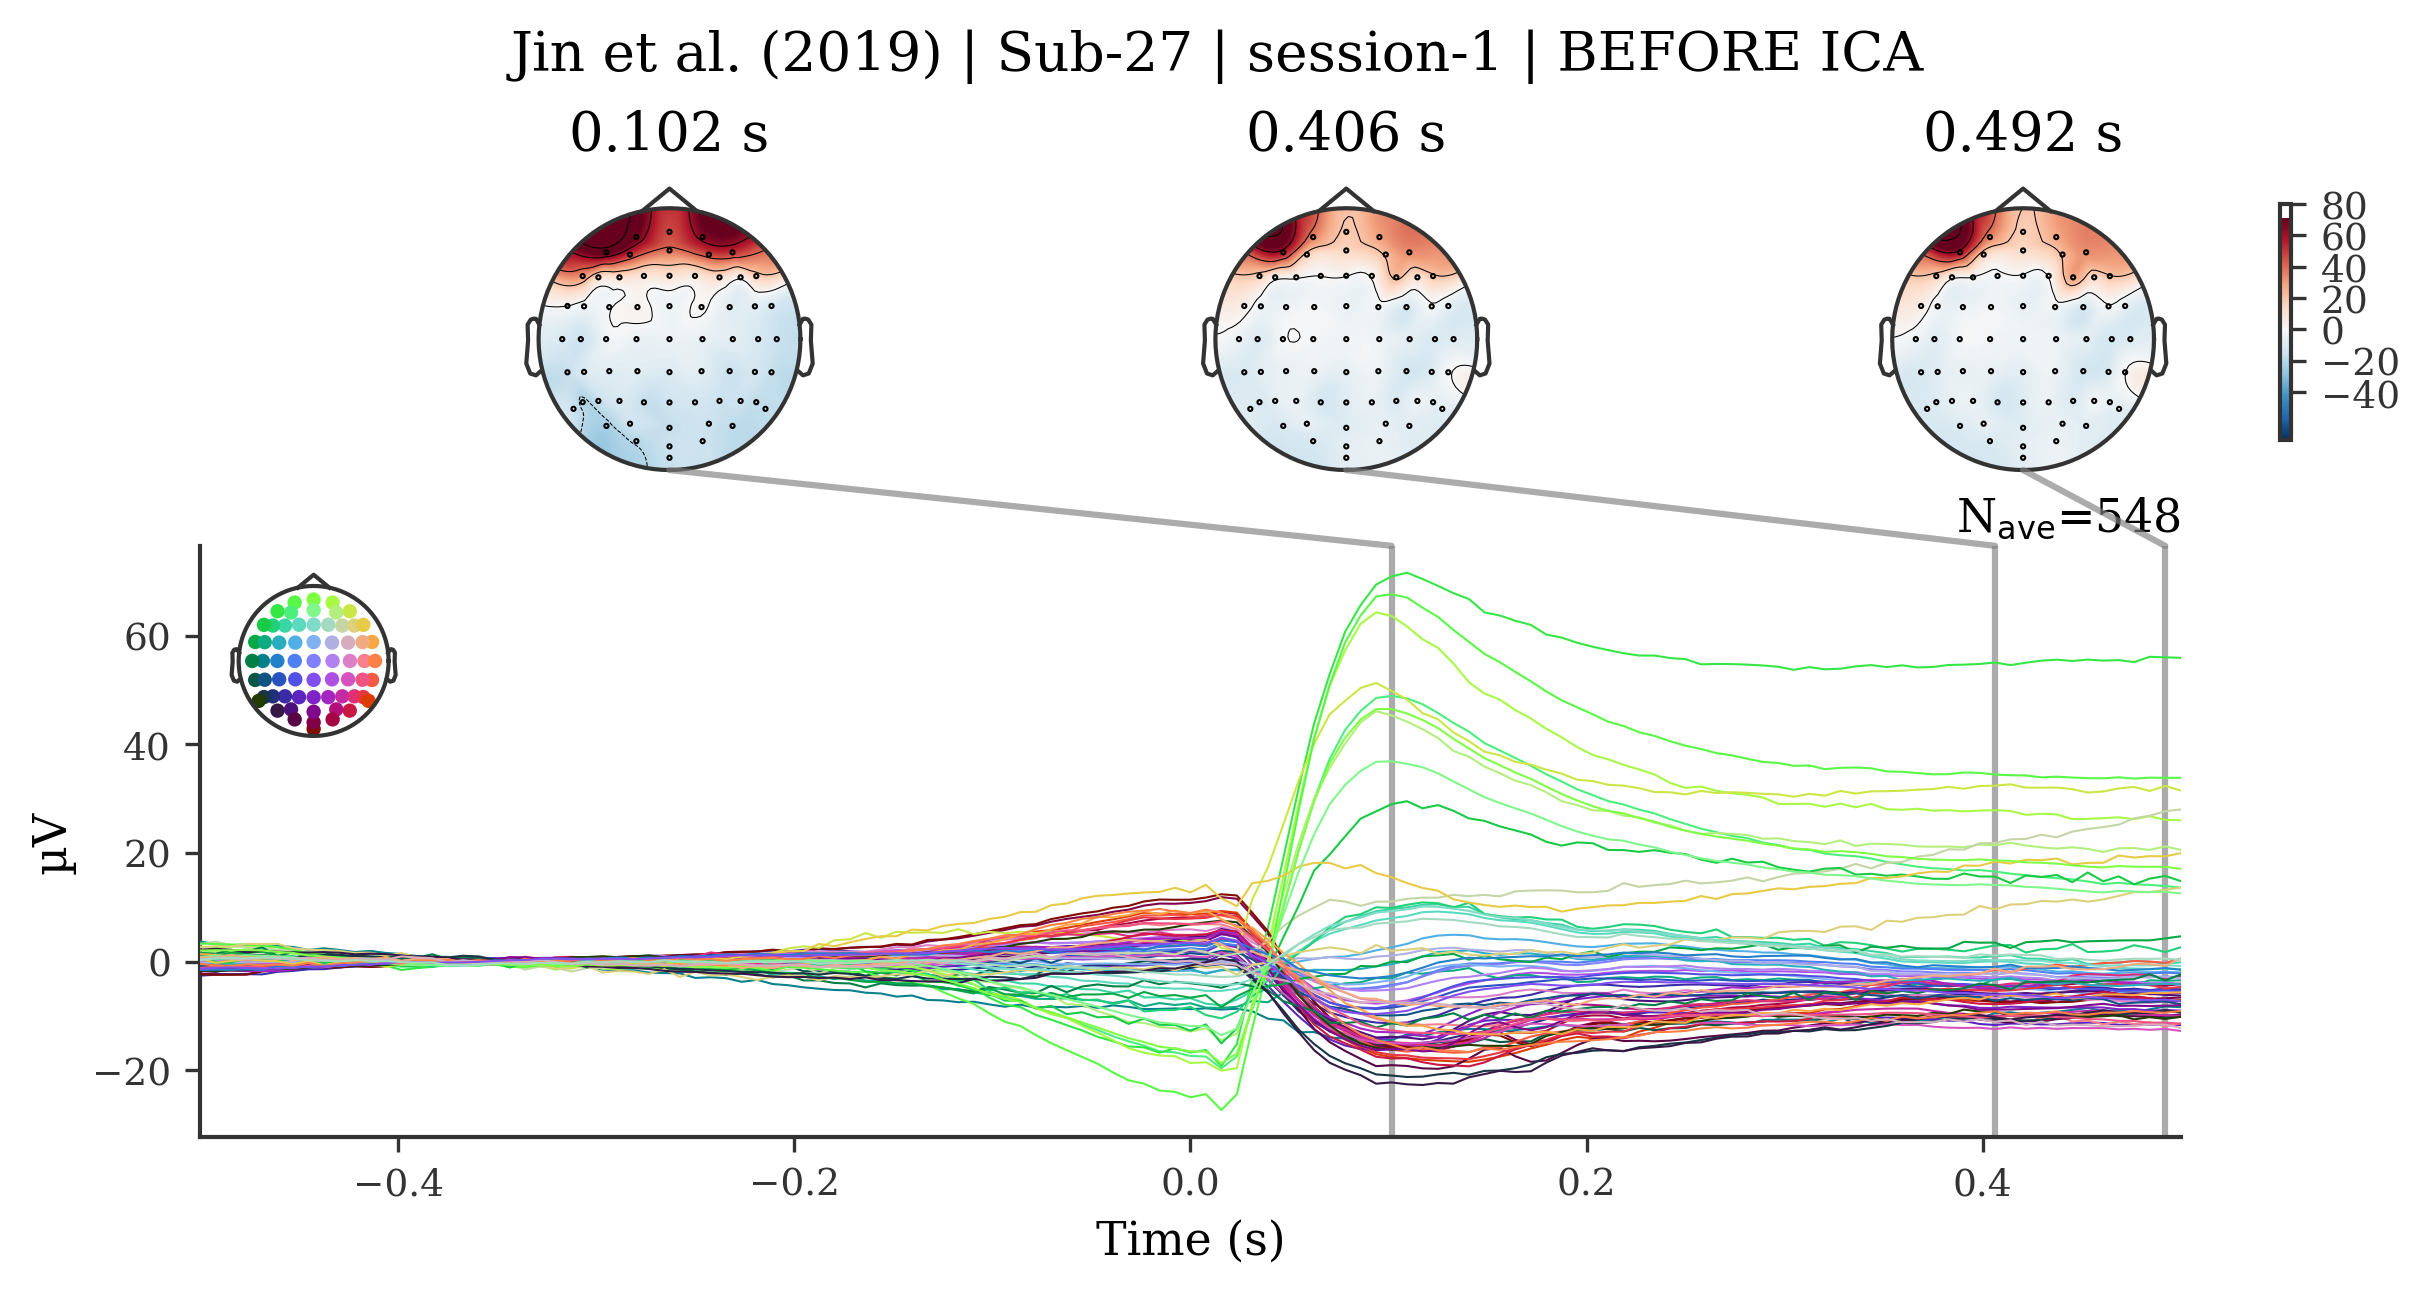 Jin et al. (2019) | Sub-27 | session-1 | BEFORE ICA
0.102 s
0.406 s
0.492 s
80
60
40
20
0
−20
−40
N_ave=548
µV
60
40
20
0
−20
−0.4
−0.2
0.0
0.2
0.4
Time (s)